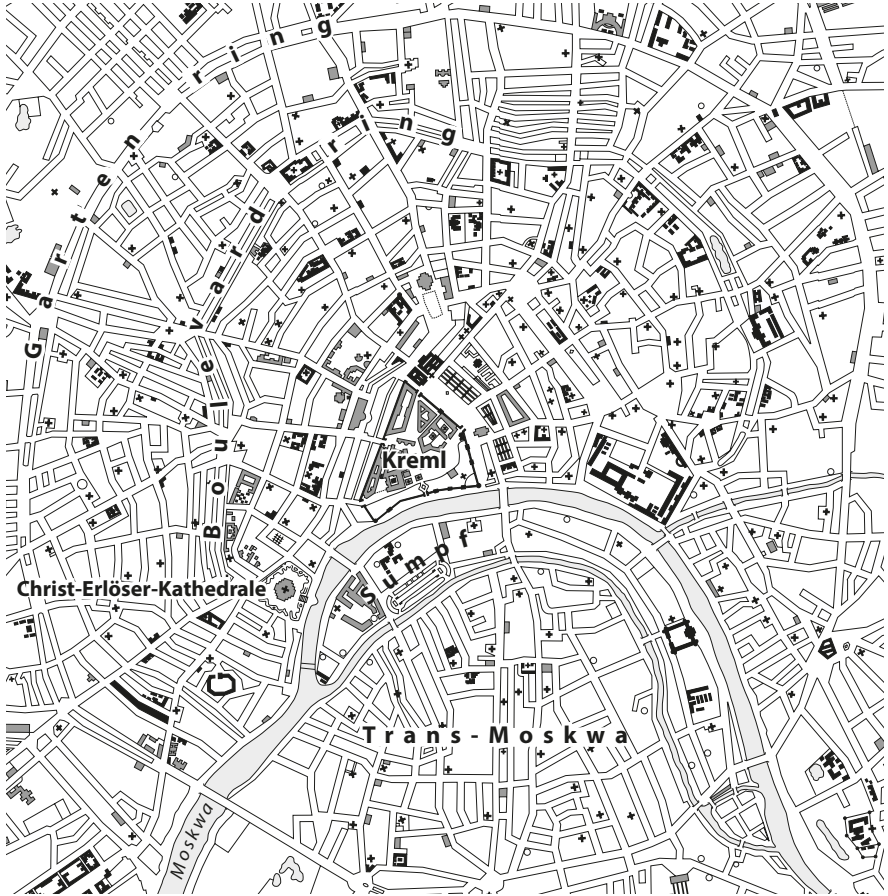 Gartenring
Boulevardring
Kreml
Sumpf
Christ-Erlöser-Kathedrale
Trans-Moskwa
Moskwa